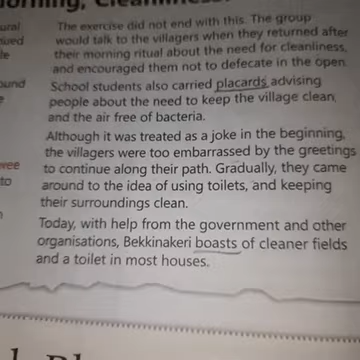 The exercise did not end with this. The group
would talk to the villagers when they returned after
their morning ritual about the need for cleanliness,
and encouraged them not to defecate in the open.
School students also carried placards advising
people about the need to keep the village clean,
and the air free of bacteria.
Although it was treated as a joke in the beginning,
the villagers were too embarrassed by the greetings
to continue along their path. Gradually, they came
around to the idea of using toilets, and keeping
their surroundings clean.
Today, with help from the government and other
organisations, Bekkinakeri boasts of cleaner fields
and a toilet in most houses.